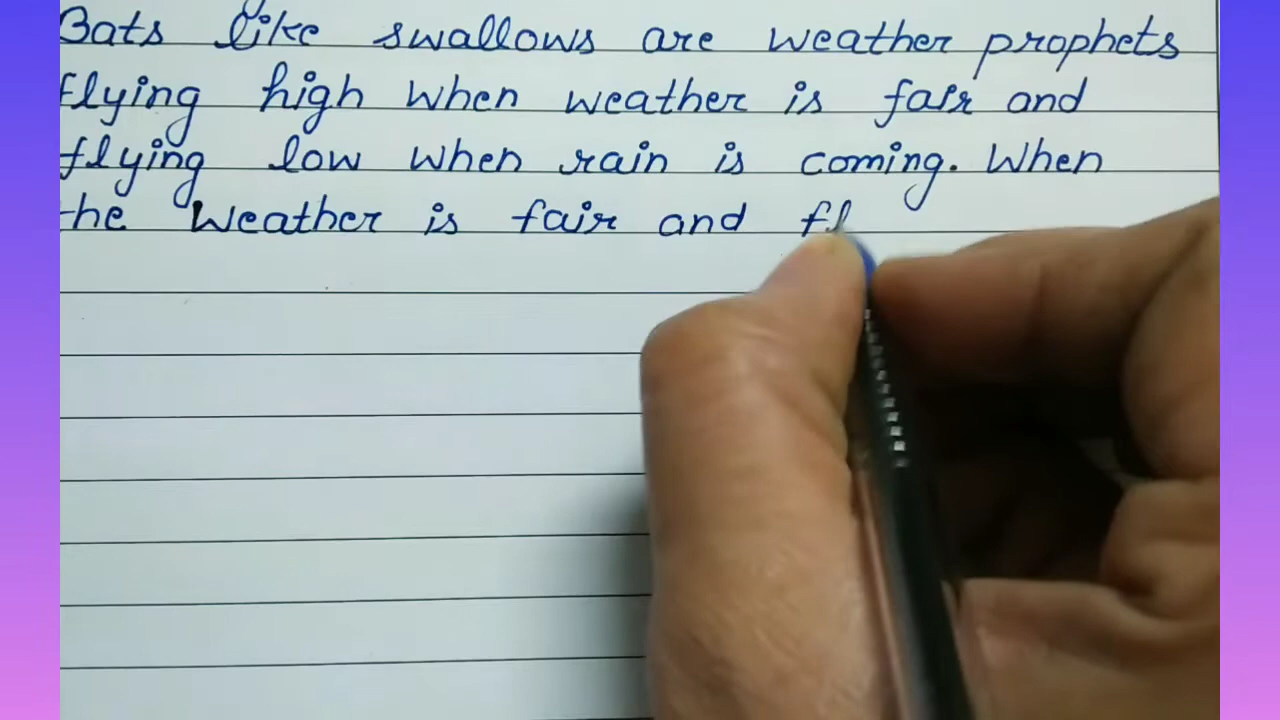 Bats like swallows are weather prophets
flying high when weather is fair and
flying low when rain is coming. When
the weather is fair and fl